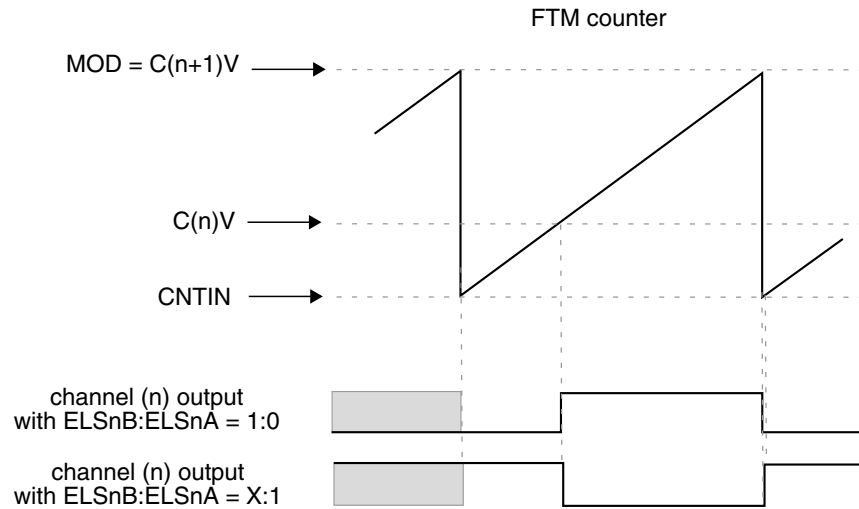 FTM counter
MOD = C(n+1)V
C(n)V
CNTIN
channel (n) output
with ELSnB:ELSnA = 1:0
channel (n) output
with ELSnB:ELSnA = X:1